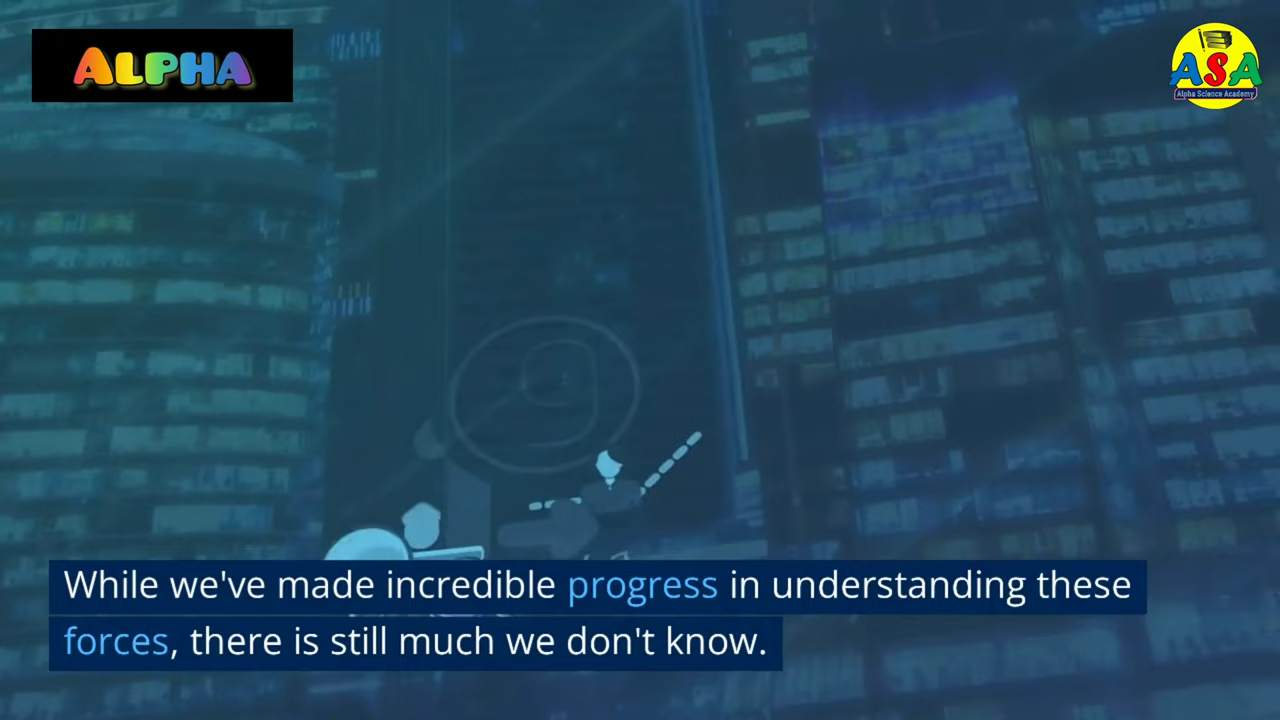 ALPHA
ASA
Alpha Science Academy
While we've made incredible progress in understanding these
forces, there is still much we don't know.